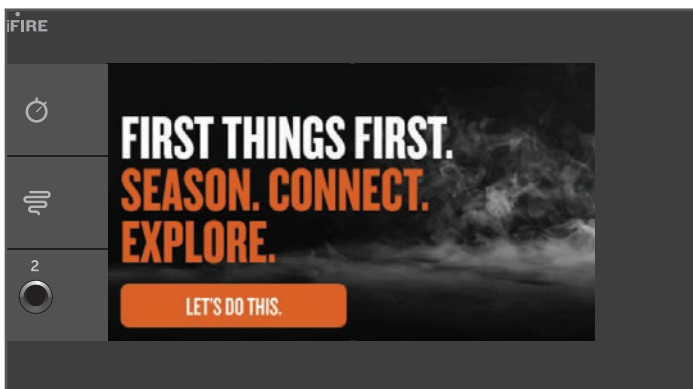 iFIRE
FIRST THINGS FIRST.
SEASON. CONNECT.
EXPLORE.
2
LET'S DO THIS.